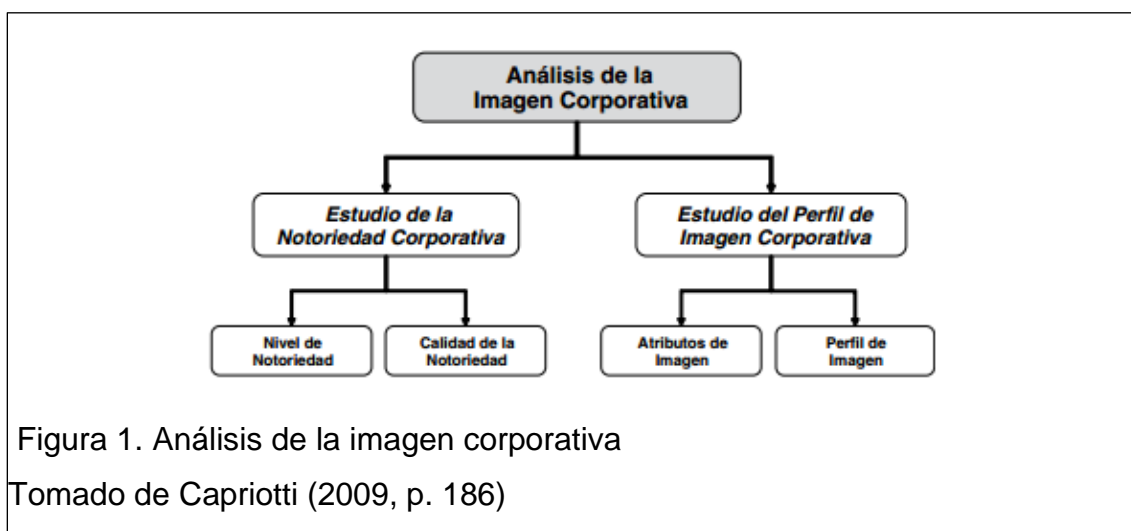 Análisis de la
Imagen Corporativa
Estudio de la
Notoriedad Corporativa
Estudio del Perfil de
Imagen Corporativa
Nivel de
Notoriedad
Calidad de la
Notoriedad
Atributos de
Imagen
Perfil de
Imagen
Figura 1. Análisis de la imagen corporativa
Tomado de Capriotti (2009, p. 186)